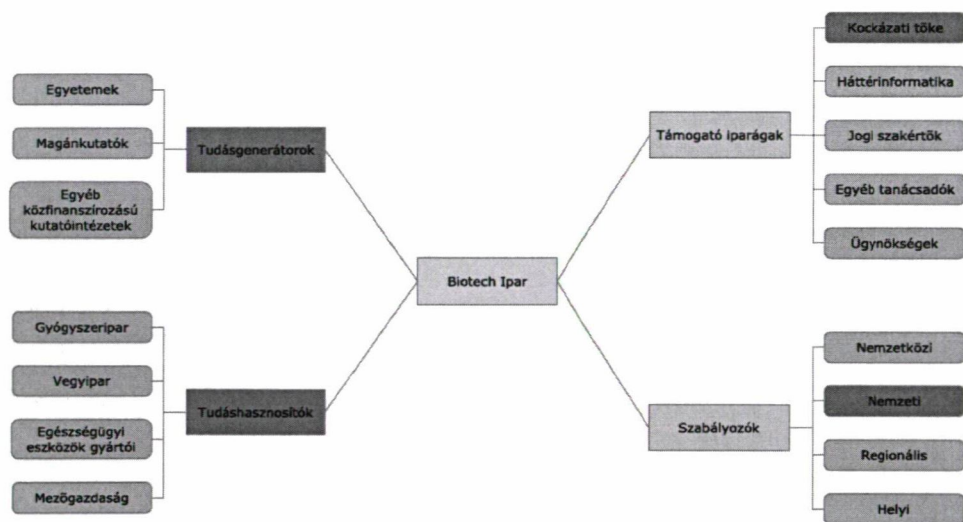 Egyetemek
Magánkutatók
Egyéb
közfinanszírozású
kutatóintézetek
Tudásgenerátorok
Gyógyszeripar
Vegyipar
Egészségügyi
eszközök gyártói
Mezőgazdaság
Tudáshasznosítók
Biotech Ipar
Támogató iparágak
Kockázati tőke
Háttérinformatika
Jogi szakértők
Egyéb tanácsadók
Ügynökségek
Szabályozók
Nemzetközi
Nemzeti
Regionális
Helyi